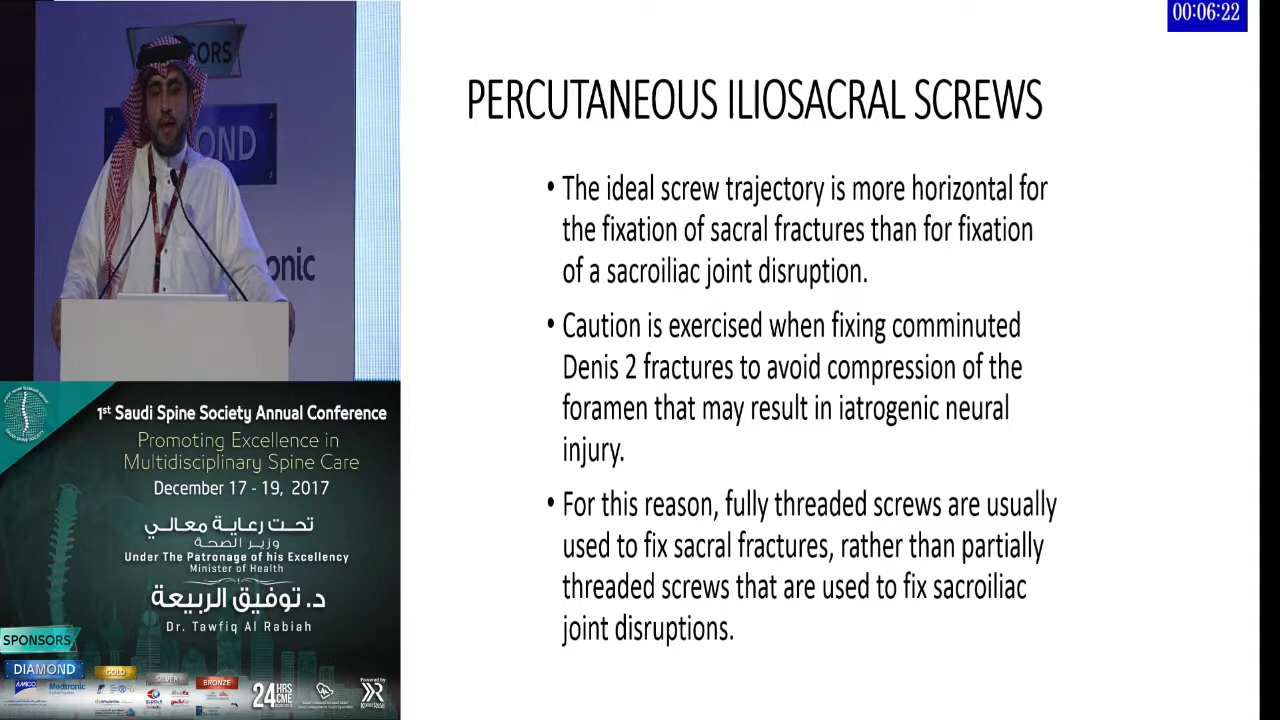 00:06:22
SORS
OND
onic
PERCUTANEOUS ILIOSACRAL SCREWS
• The ideal screw trajectory is more horizontal for
the fixation of sacral fractures than for fixation
of a sacroiliac joint disruption.
• Caution is exercised when fixing comminuted
Denis 2 fractures to avoid compression of the
foramen that may result in iatrogenic neural
injury.
• For this reason, fully threaded screws are usually
used to fix sacral fractures, rather than partially
threaded screws that are used to fix sacroiliac
joint disruptions.
1st Saudi Spine Society Annual Conference
Promoting Excellence in
Multidisciplinary Spine Care
December 17 - 19, 2017
تحت رعاية معالي
وزير الصحة
Under The Patronage of his Excellency
Minister of Health
د. توفيق الربيعة
Dr. Tawfiq Al Rabiah
SPONSORS
DIAMOND
GOLD
SILVER
BRONZE
AMICO
Medtronic
24 HRS
CME
Powered by